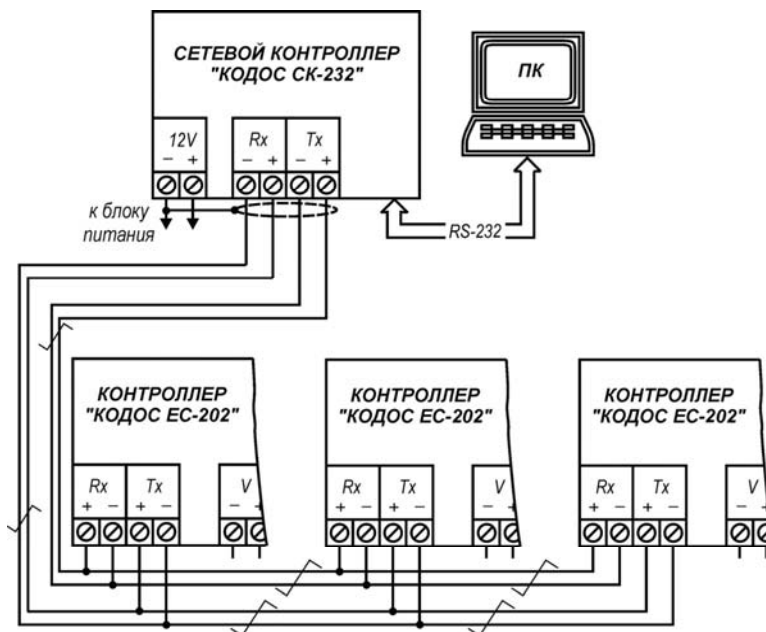 СЕТЕВОЙ КОНТРОЛЛЕР
"КОДОС СК-232"
ПК
12V
Rx
Tx
– +
– +
– +
к блоку
питания
RS-232
КОНТРОЛЛЕР
"КОДОС ЕС-202"
КОНТРОЛЛЕР
"КОДОС ЕС-202"
КОНТРОЛЛЕР
"КОДОС ЕС-202"
Rx
Tx
V
+ –
+ –
– +
Rx
Tx
V
+ –
+ –
– +
Rx
Tx
V
+ –
+ –
– +